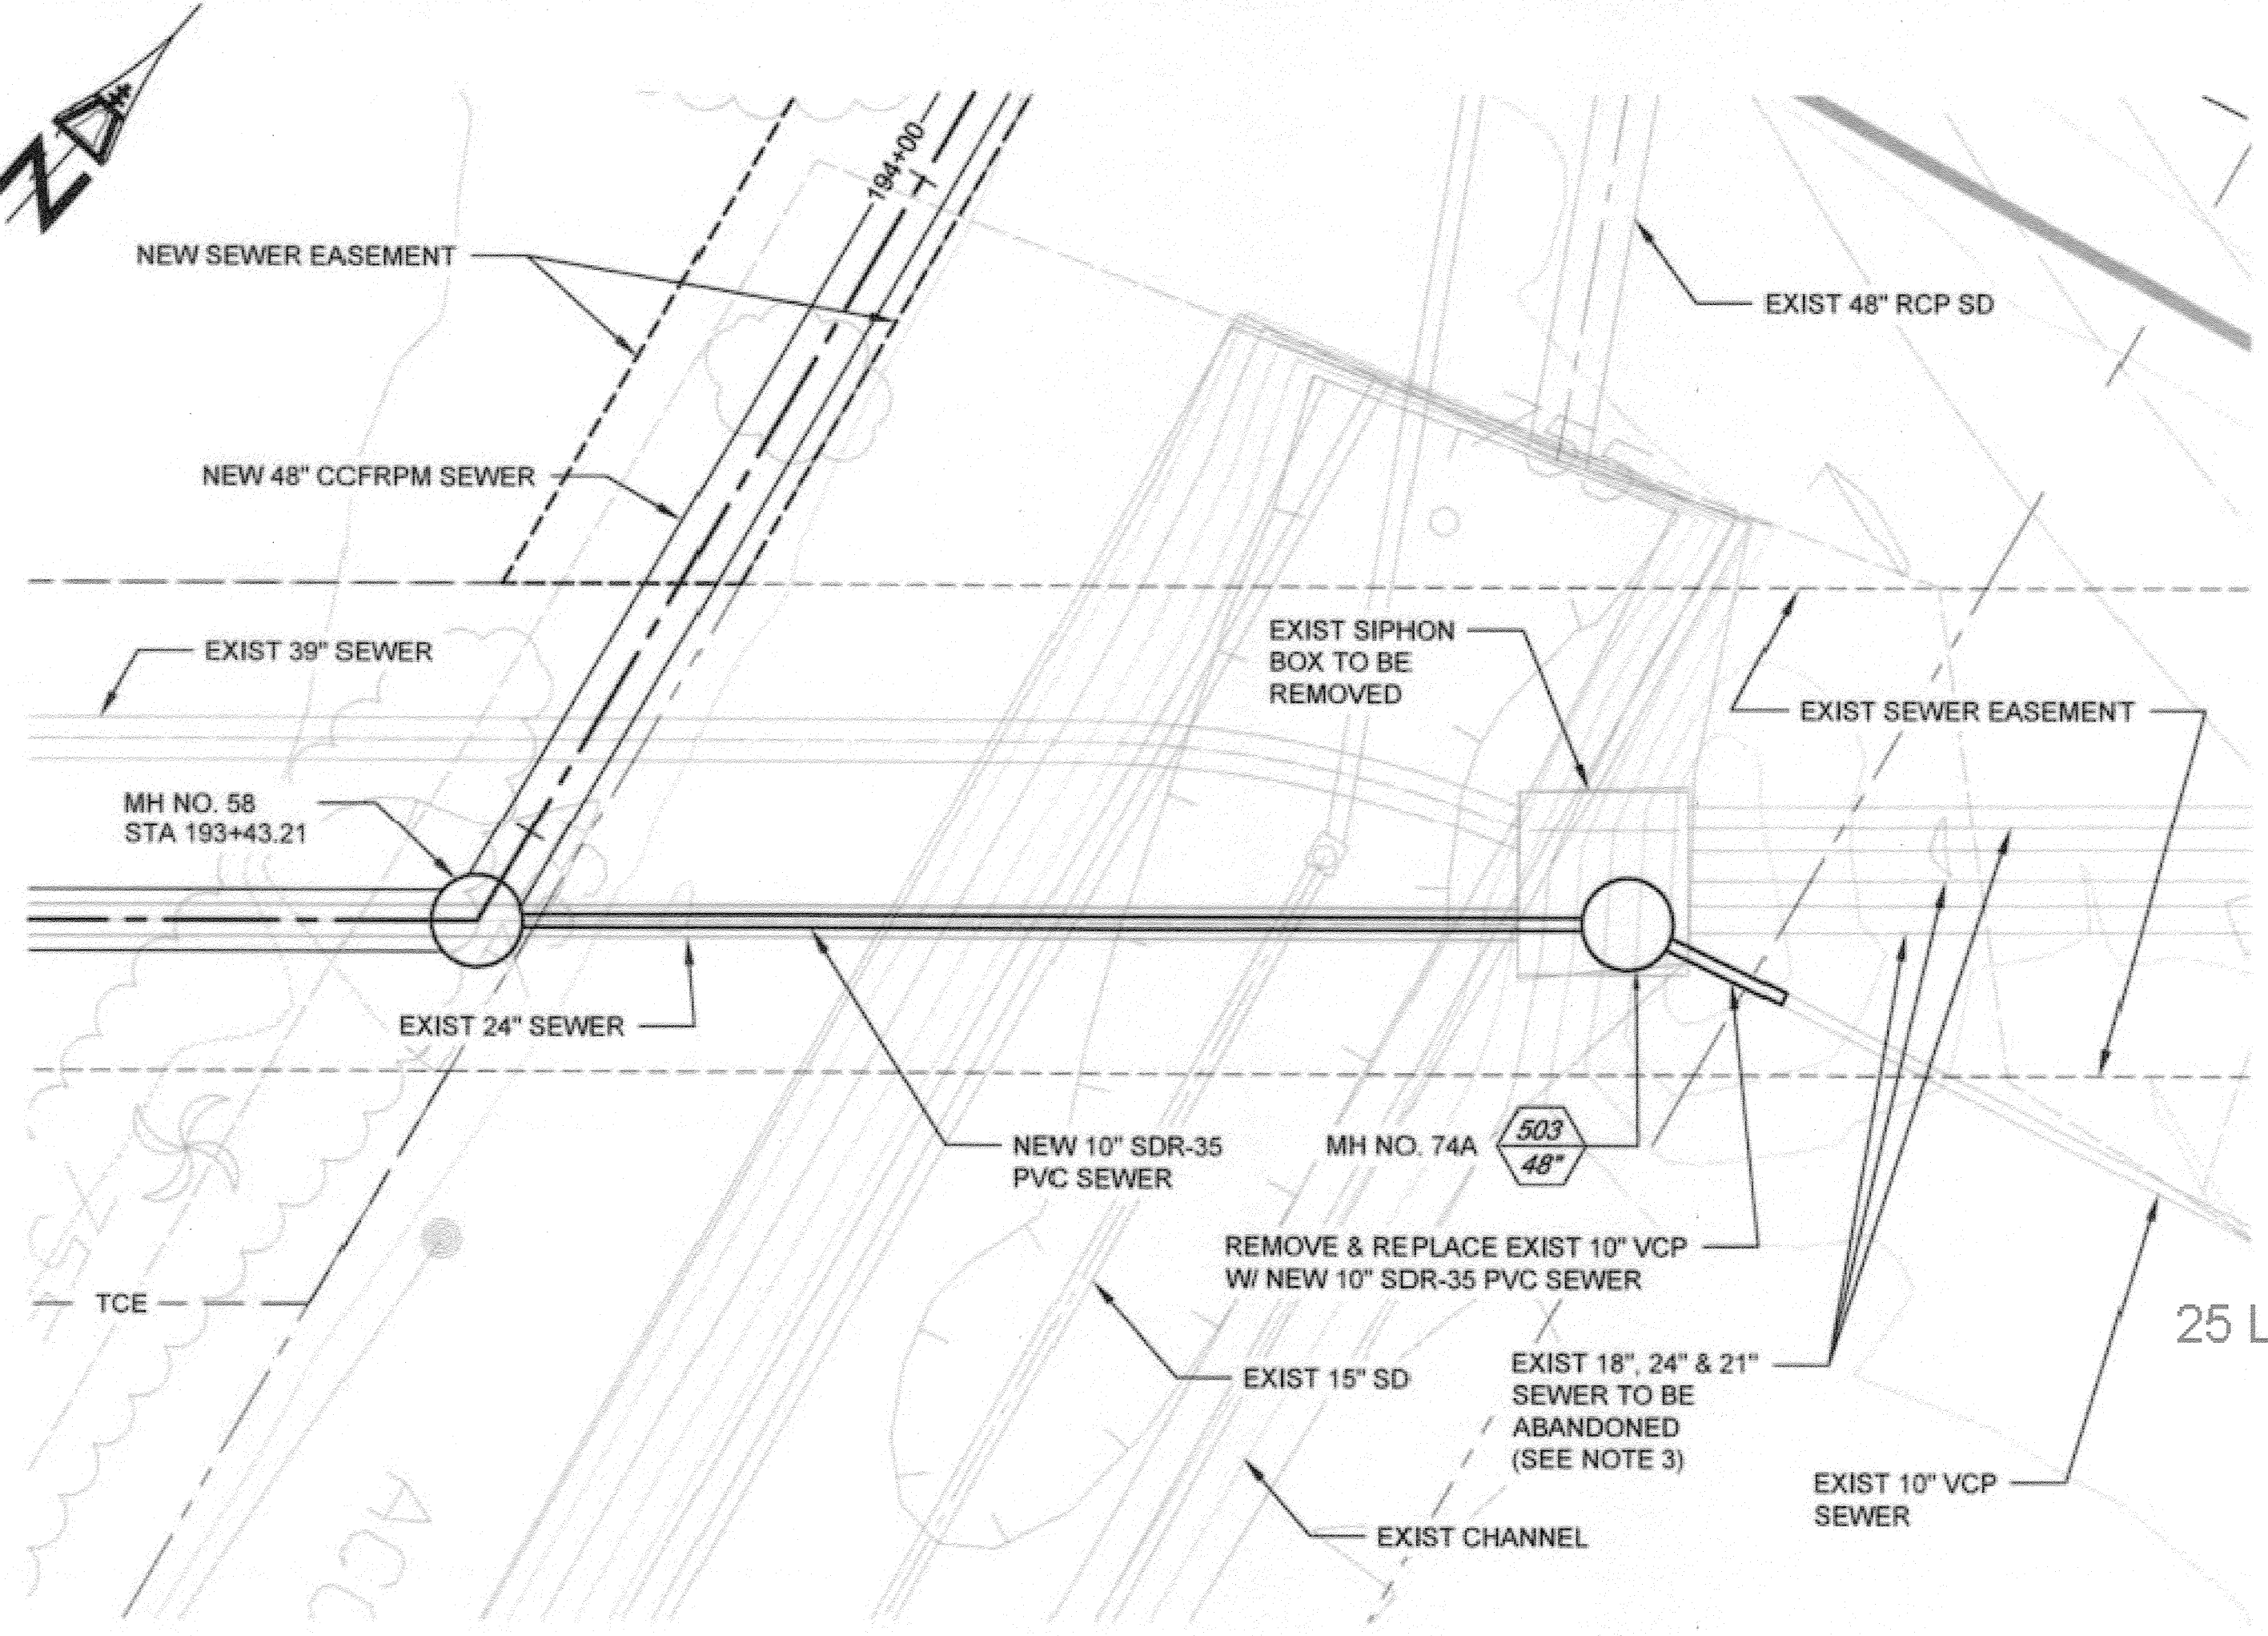 N
194+00
NEW SEWER EASEMENT
EXIST 48" RCP SD
NEW 48" CCFRPM SEWER
EXIST 39" SEWER
EXIST SIPHON
BOX TO BE
REMOVED
EXIST SEWER EASEMENT
MH NO. 58
STA 193+43.21
EXIST 24" SEWER
NEW 10" SDR-35
PVC SEWER
MH NO. 74A
503
48"
REMOVE & REPLACE EXIST 10" VCP
W/ NEW 10" SDR-35 PVC SEWER
TCE
25 L
EXIST 15" SD
EXIST 18", 24" & 21"
SEWER TO BE
ABANDONED
(SEE NOTE 3)
EXIST 10" VCP
SEWER
EXIST CHANNEL